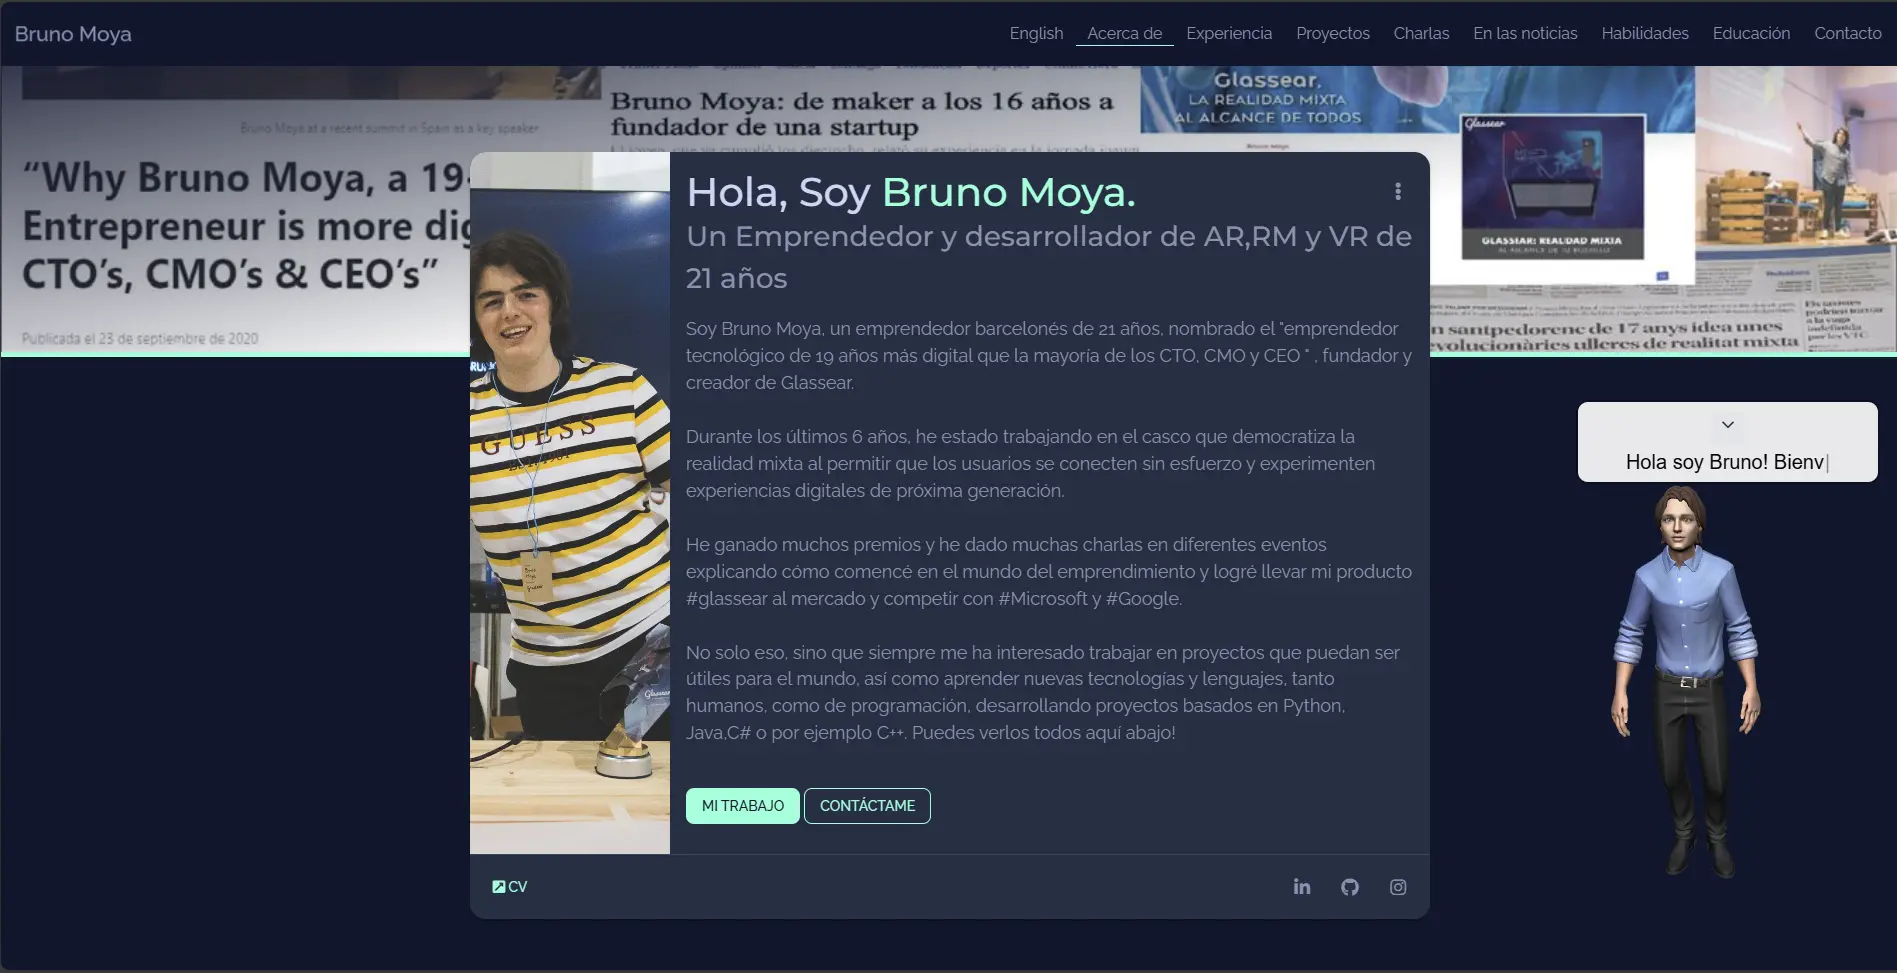 Bruno Moya
English
Acerca de
Experiencia
Proyectos
Charlas
En las noticias
Habilidades
Educación
Contacto
Bruno Moya at a recent summit in Spain as a key speaker
“Why Bruno Moya, a 19-
Entrepreneur is more dig
CTO’s, CMO’s & CEO’s”
Publicada el 23 de septiembre de 2020
Bruno Moya: de maker a los 16 años a
fundador de una startup
Glassear.
LA REALIDAD MIXTA
AL ALCANCE DE TODOS
Glassear
GLASSEAR: REALIDAD MIXTA
AL ALCANCE DE TU BOLSILLO
n santpedorenc de 17 anys idea unes
evolucionàries ulleres de realitat mixta
GUESS
Hola, Soy Bruno Moya.
Un Emprendedor y desarrollador de AR,RM y VR de
21 años
Soy Bruno Moya, un emprendedor barcelonés de 21 años, nombrado el "emprendedor
tecnológico de 19 años más digital que la mayoría de los CTO, CMO y CEO " , fundador y
creador de Glassear.
Durante los últimos 6 años, he estado trabajando en el casco que democratiza la
realidad mixta al permitir que los usuarios se conecten sin esfuerzo y experimenten
experiencias digitales de próxima generación.
He ganado muchos premios y he dado muchas charlas en diferentes eventos
explicando cómo comencé en el mundo del emprendimiento y logré llevar mi producto
#glassear al mercado y competir con #Microsoft y #Google.
No solo eso, sino que siempre me ha interesado trabajar en proyectos que puedan ser
útiles para el mundo, así como aprender nuevas tecnologías y lenguajes, tanto
humanos, como de programación, desarrollando proyectos basados en Python,
Java,C# o por ejemplo C++. Puedes verlos todos aquí abajo!
MI TRABAJO
CONTÁCTAME
CV
Hola soy Bruno! Bienv